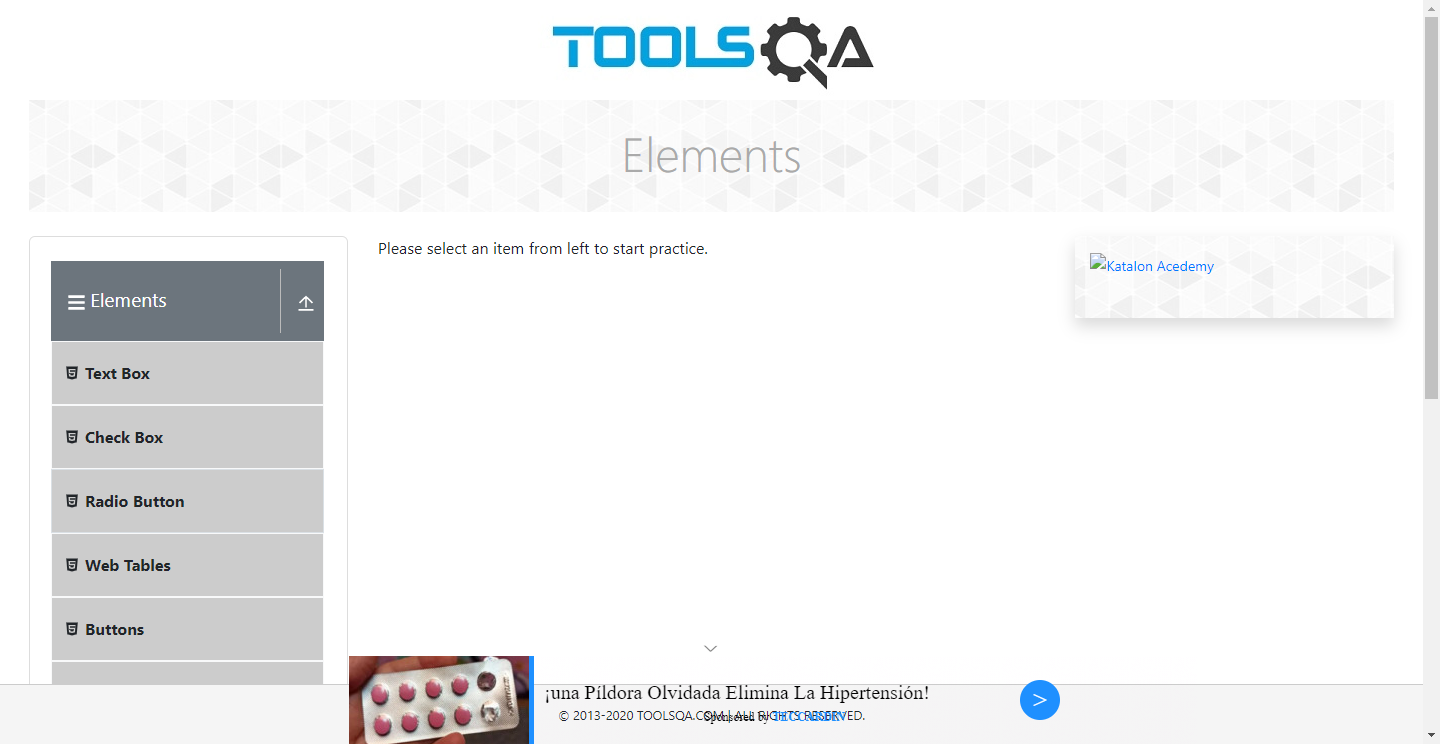 TOOLSQA
Elements
Elements
Text Box
Check Box
Radio Button
Web Tables
Buttons
Please select an item from left to start practice.
Katalon Acedemy
¡una Píldora Olvidada Elimina La Hipertensión!
© 2013-2020 TOOLSQA.COM | ALL RIGHTS RESERVED.
Sponsored by